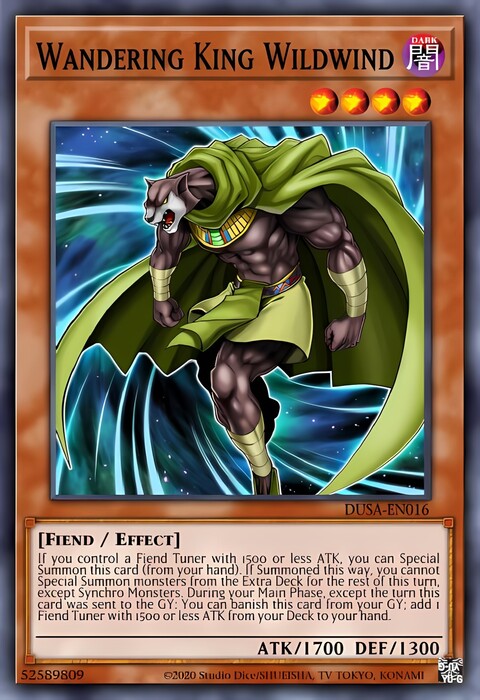 WANDERING KING WILDWIND
DARK
闇
DUSA-EN016
[FIEND / EFFECT]
If you control a Fiend Tuner with 1500 or less ATK, you can Special
Summon this card (from your hand). If Summoned this way, you cannot
Special Summon monsters from the Extra Deck for the rest of this turn,
except Synchro Monsters. During your Main Phase, except the turn this
card was sent to the GY: You can banish this card from your GY; add 1
Fiend Tuner with 1500 or less ATK from your Deck to your hand.
ATK/1700 DEF/1300
52589809
©2020 Studio Dice/SHUEISHA, TV TOKYO, KONAMI